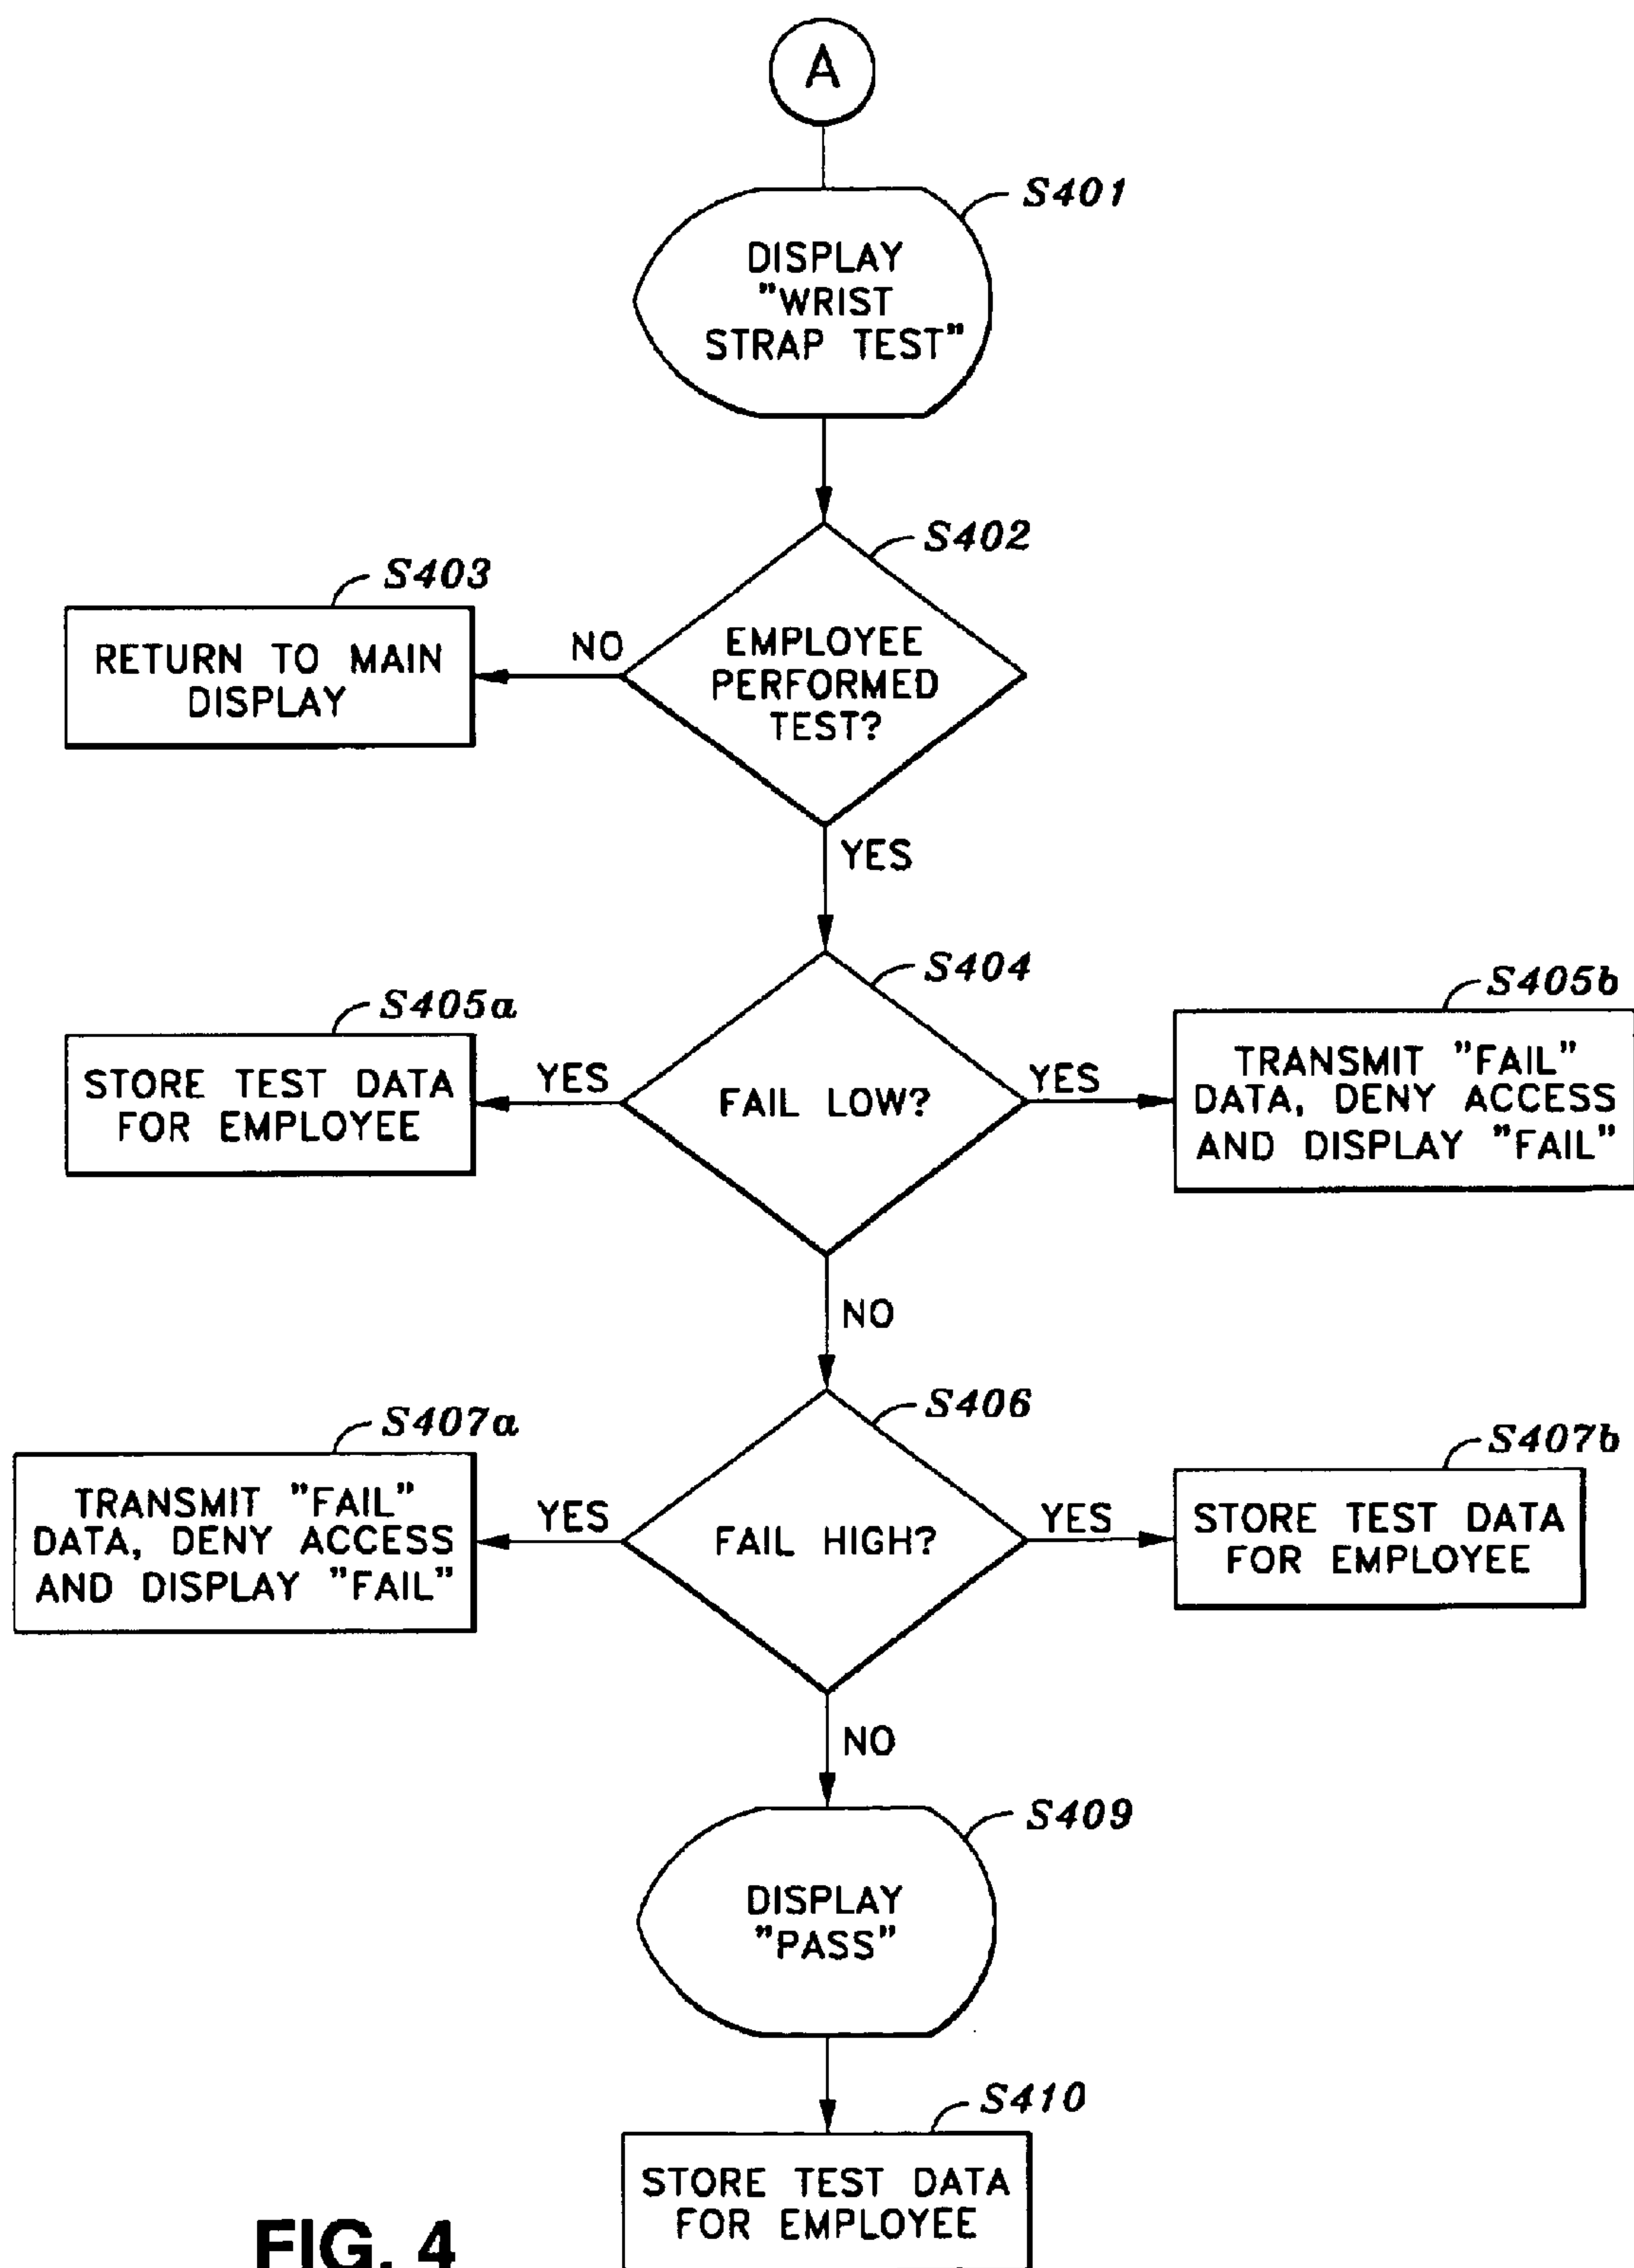 A
S401
DISPLAY
"WRIST
STRAP TEST"
S402
EMPLOYEE
PERFORMED
TEST?
NO
S403
RETURN TO MAIN
DISPLAY
YES
S404
FAIL LOW?
YES
S405a
STORE TEST DATA
FOR EMPLOYEE
YES
S405b
TRANSMIT "FAIL"
DATA, DENY ACCESS
AND DISPLAY "FAIL"
NO
S406
FAIL HIGH?
YES
S407a
TRANSMIT "FAIL"
DATA, DENY ACCESS
AND DISPLAY "FAIL"
YES
S407b
STORE TEST DATA
FOR EMPLOYEE
NO
S409
DISPLAY
"PASS"
S410
STORE TEST DATA
FOR EMPLOYEE
FIG. 4